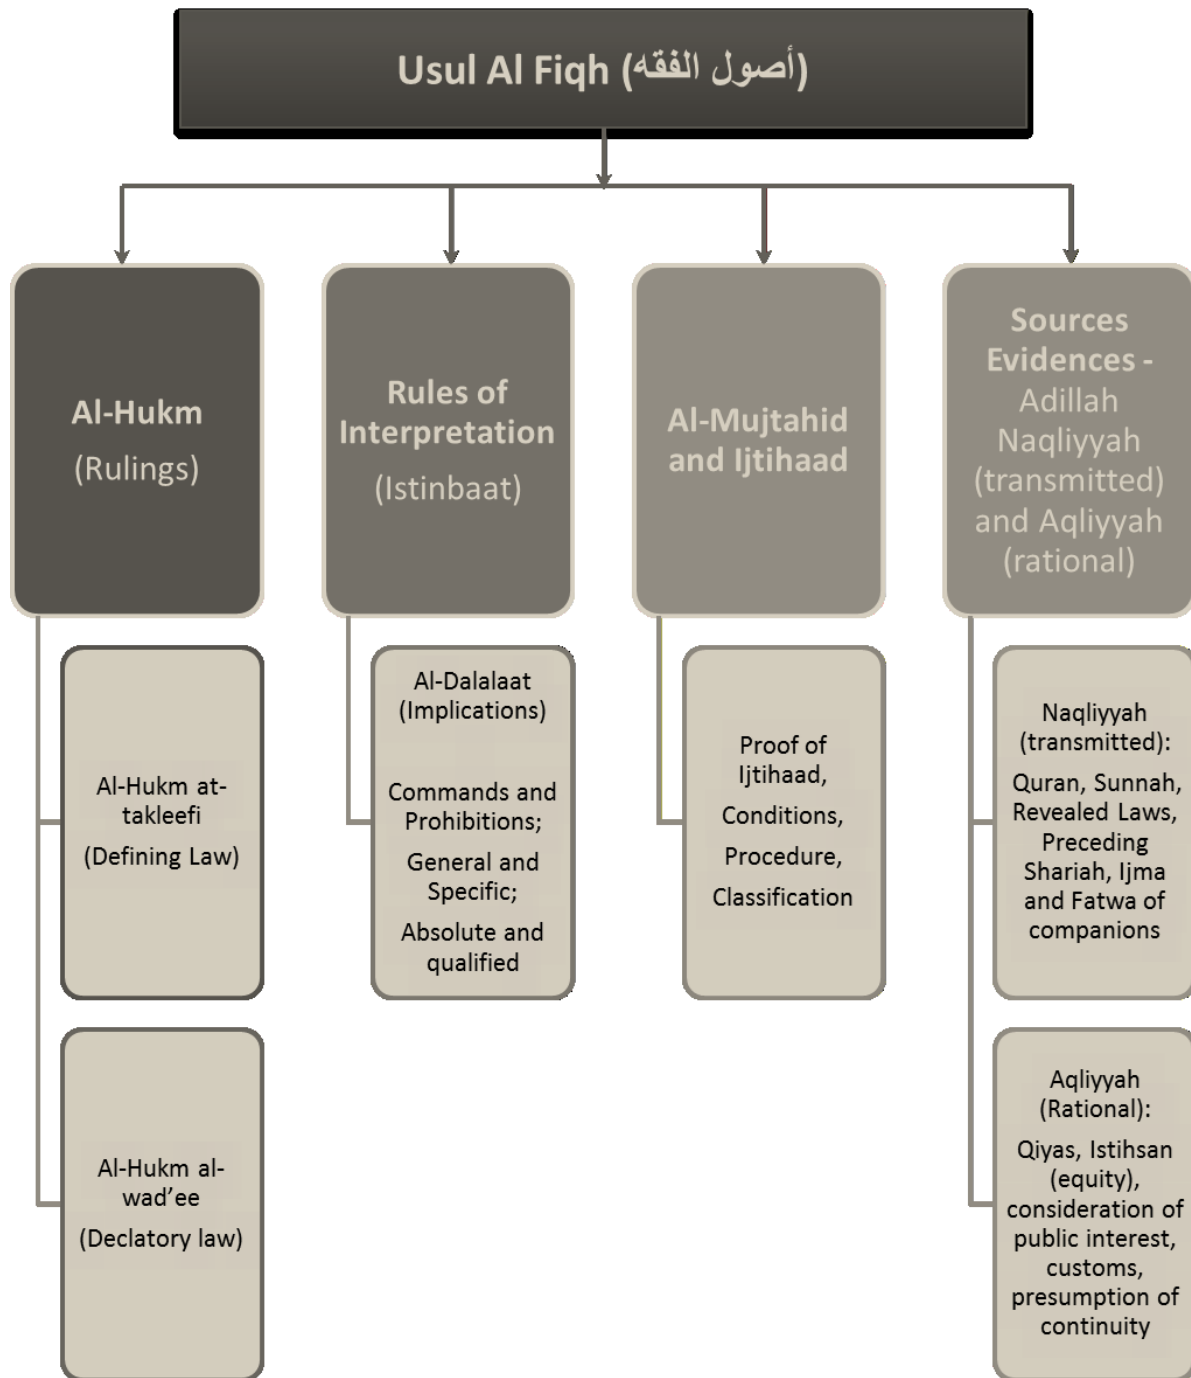 Usul Al Fiqh (أصول الفقه)
Al-Hukm
(Rulings)
Rules of
Interpretation
(Istinbaat)
Al-Mujtahid
and Ijtihaad
Sources
Evidences -
Adillah
Naqliyyah
(transmitted)
and Aqliyyah
(rational)
Al-Hukm at-
takleefi
(Defining Law)
Al-Dalalaat
(Implications)
Commands and
Prohibitions;
General and
Specific;
Absolute and
qualified
Proof of
Ijtihaad,
Conditions,
Procedure,
Classification
Naqliyyah
(transmitted):
Quran, Sunnah,
Revealed Laws,
Preceding
Shariah, Ijma
and Fatwa of
companions
Al-Hukm al-
wad’ee
(Declatory law)
Aqliyyah
(Rational):
Qiyas, Istihsan
(equity),
consideration of
public interest,
customs,
presumption of
continuity